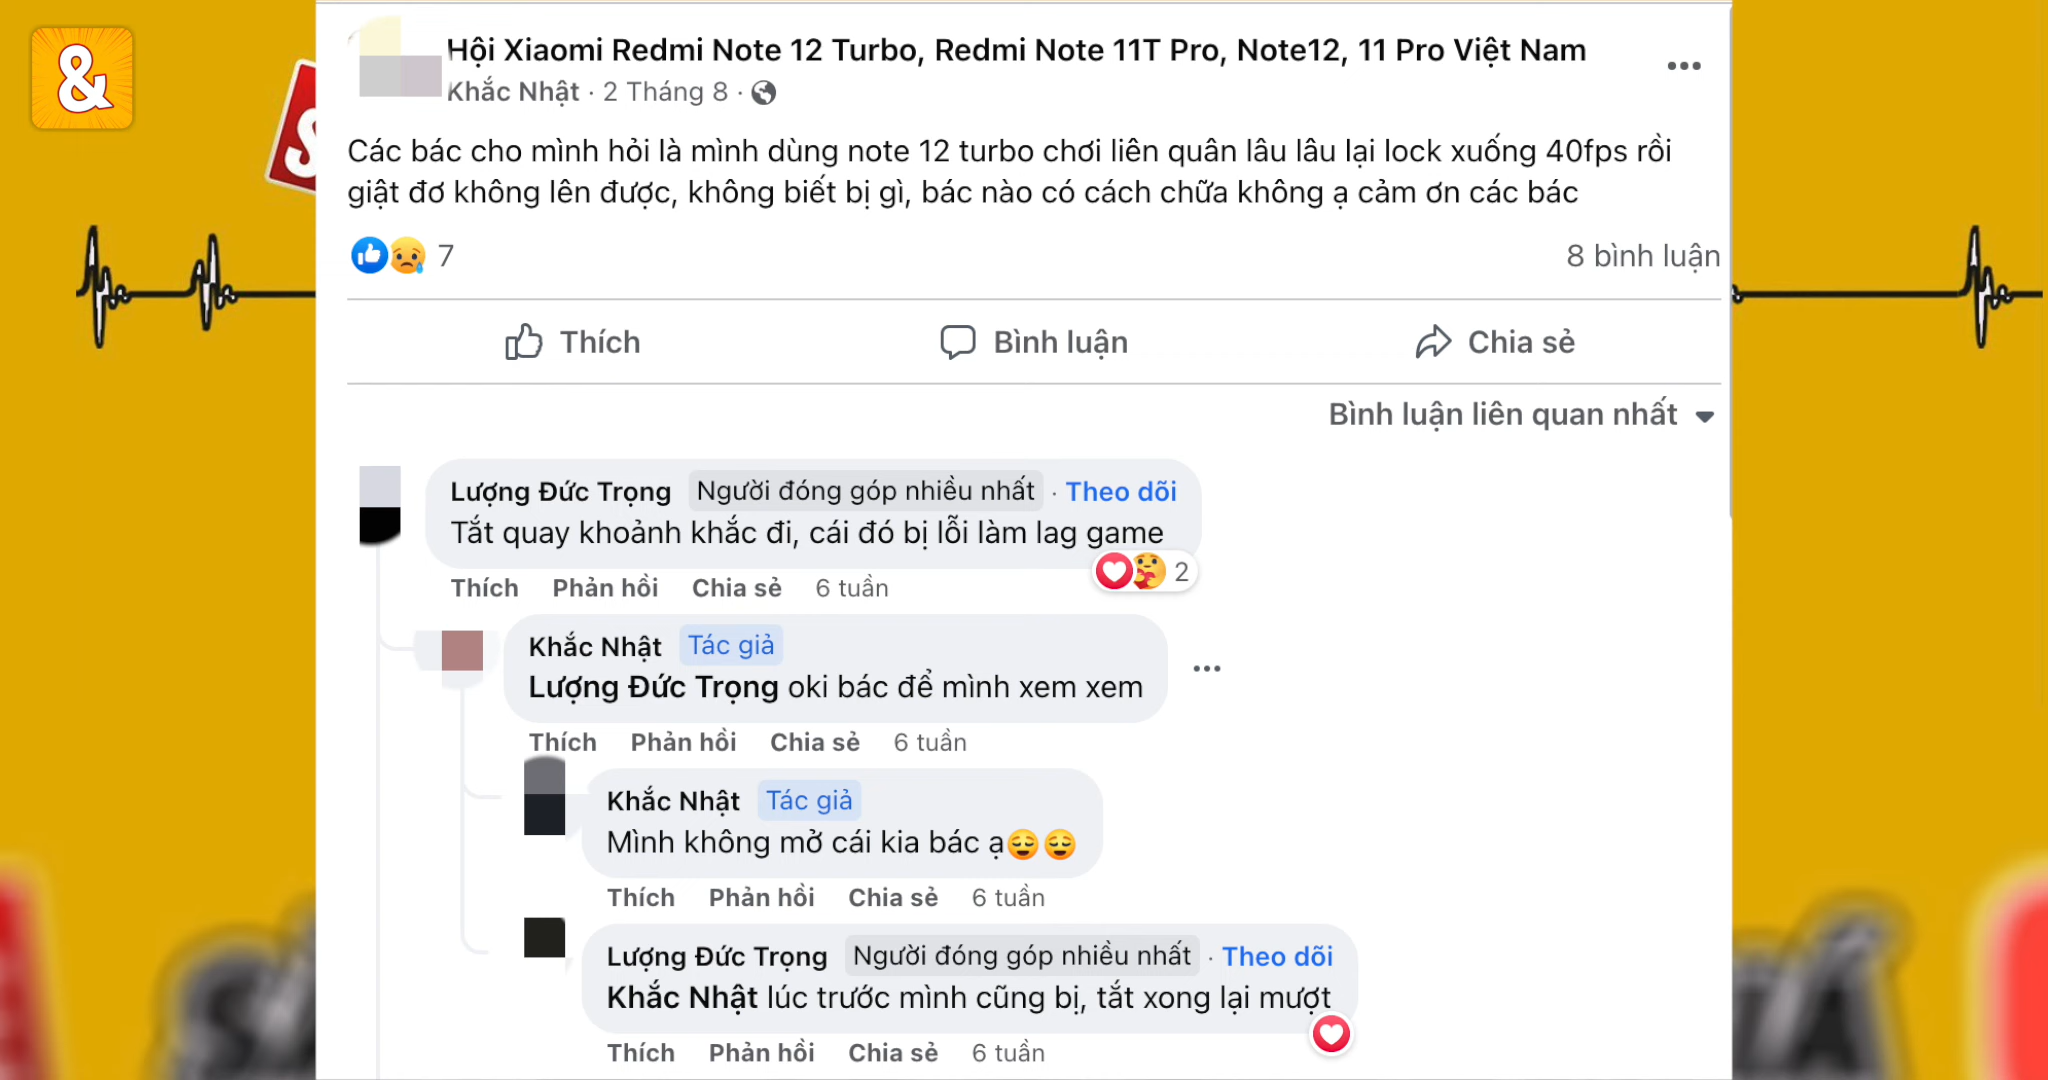 &
Hội Xiaomi Redmi Note 12 Turbo, Redmi Note 11T Pro, Note12, 11 Pro Việt Nam
Khắc Nhật · 2 Tháng 8 ·
Các bác cho mình hỏi là mình dùng note 12 turbo chơi liên quân lâu lâu lại lock xuống 40fps rồi
giật đơ không lên được, không biết bị gì, bác nào có cách chữa không ạ cảm ơn các bác
7
8 bình luận
Thích Bình luận Chia sẻ
Bình luận liên quan nhất
Lượng Đức Trọng Người đóng góp nhiều nhất · Theo dõi
Tắt quay khoảnh khắc đi, cái đó bị lỗi làm lag game
2
Thích Phản hồi Chia sẻ 6 tuần
Khắc Nhật Tác giả
Lượng Đức Trọng oki bác để mình xem xem
Thích Phản hồi Chia sẻ 6 tuần
Khắc Nhật Tác giả
Mình không mở cái kia bác ạ😌😌
Thích Phản hồi Chia sẻ 6 tuần
Lượng Đức Trọng Người đóng góp nhiều nhất · Theo dõi
Khắc Nhật lúc trước mình cũng bị, tắt xong lại mượt
Thích Phản hồi Chia sẻ 6 tuần